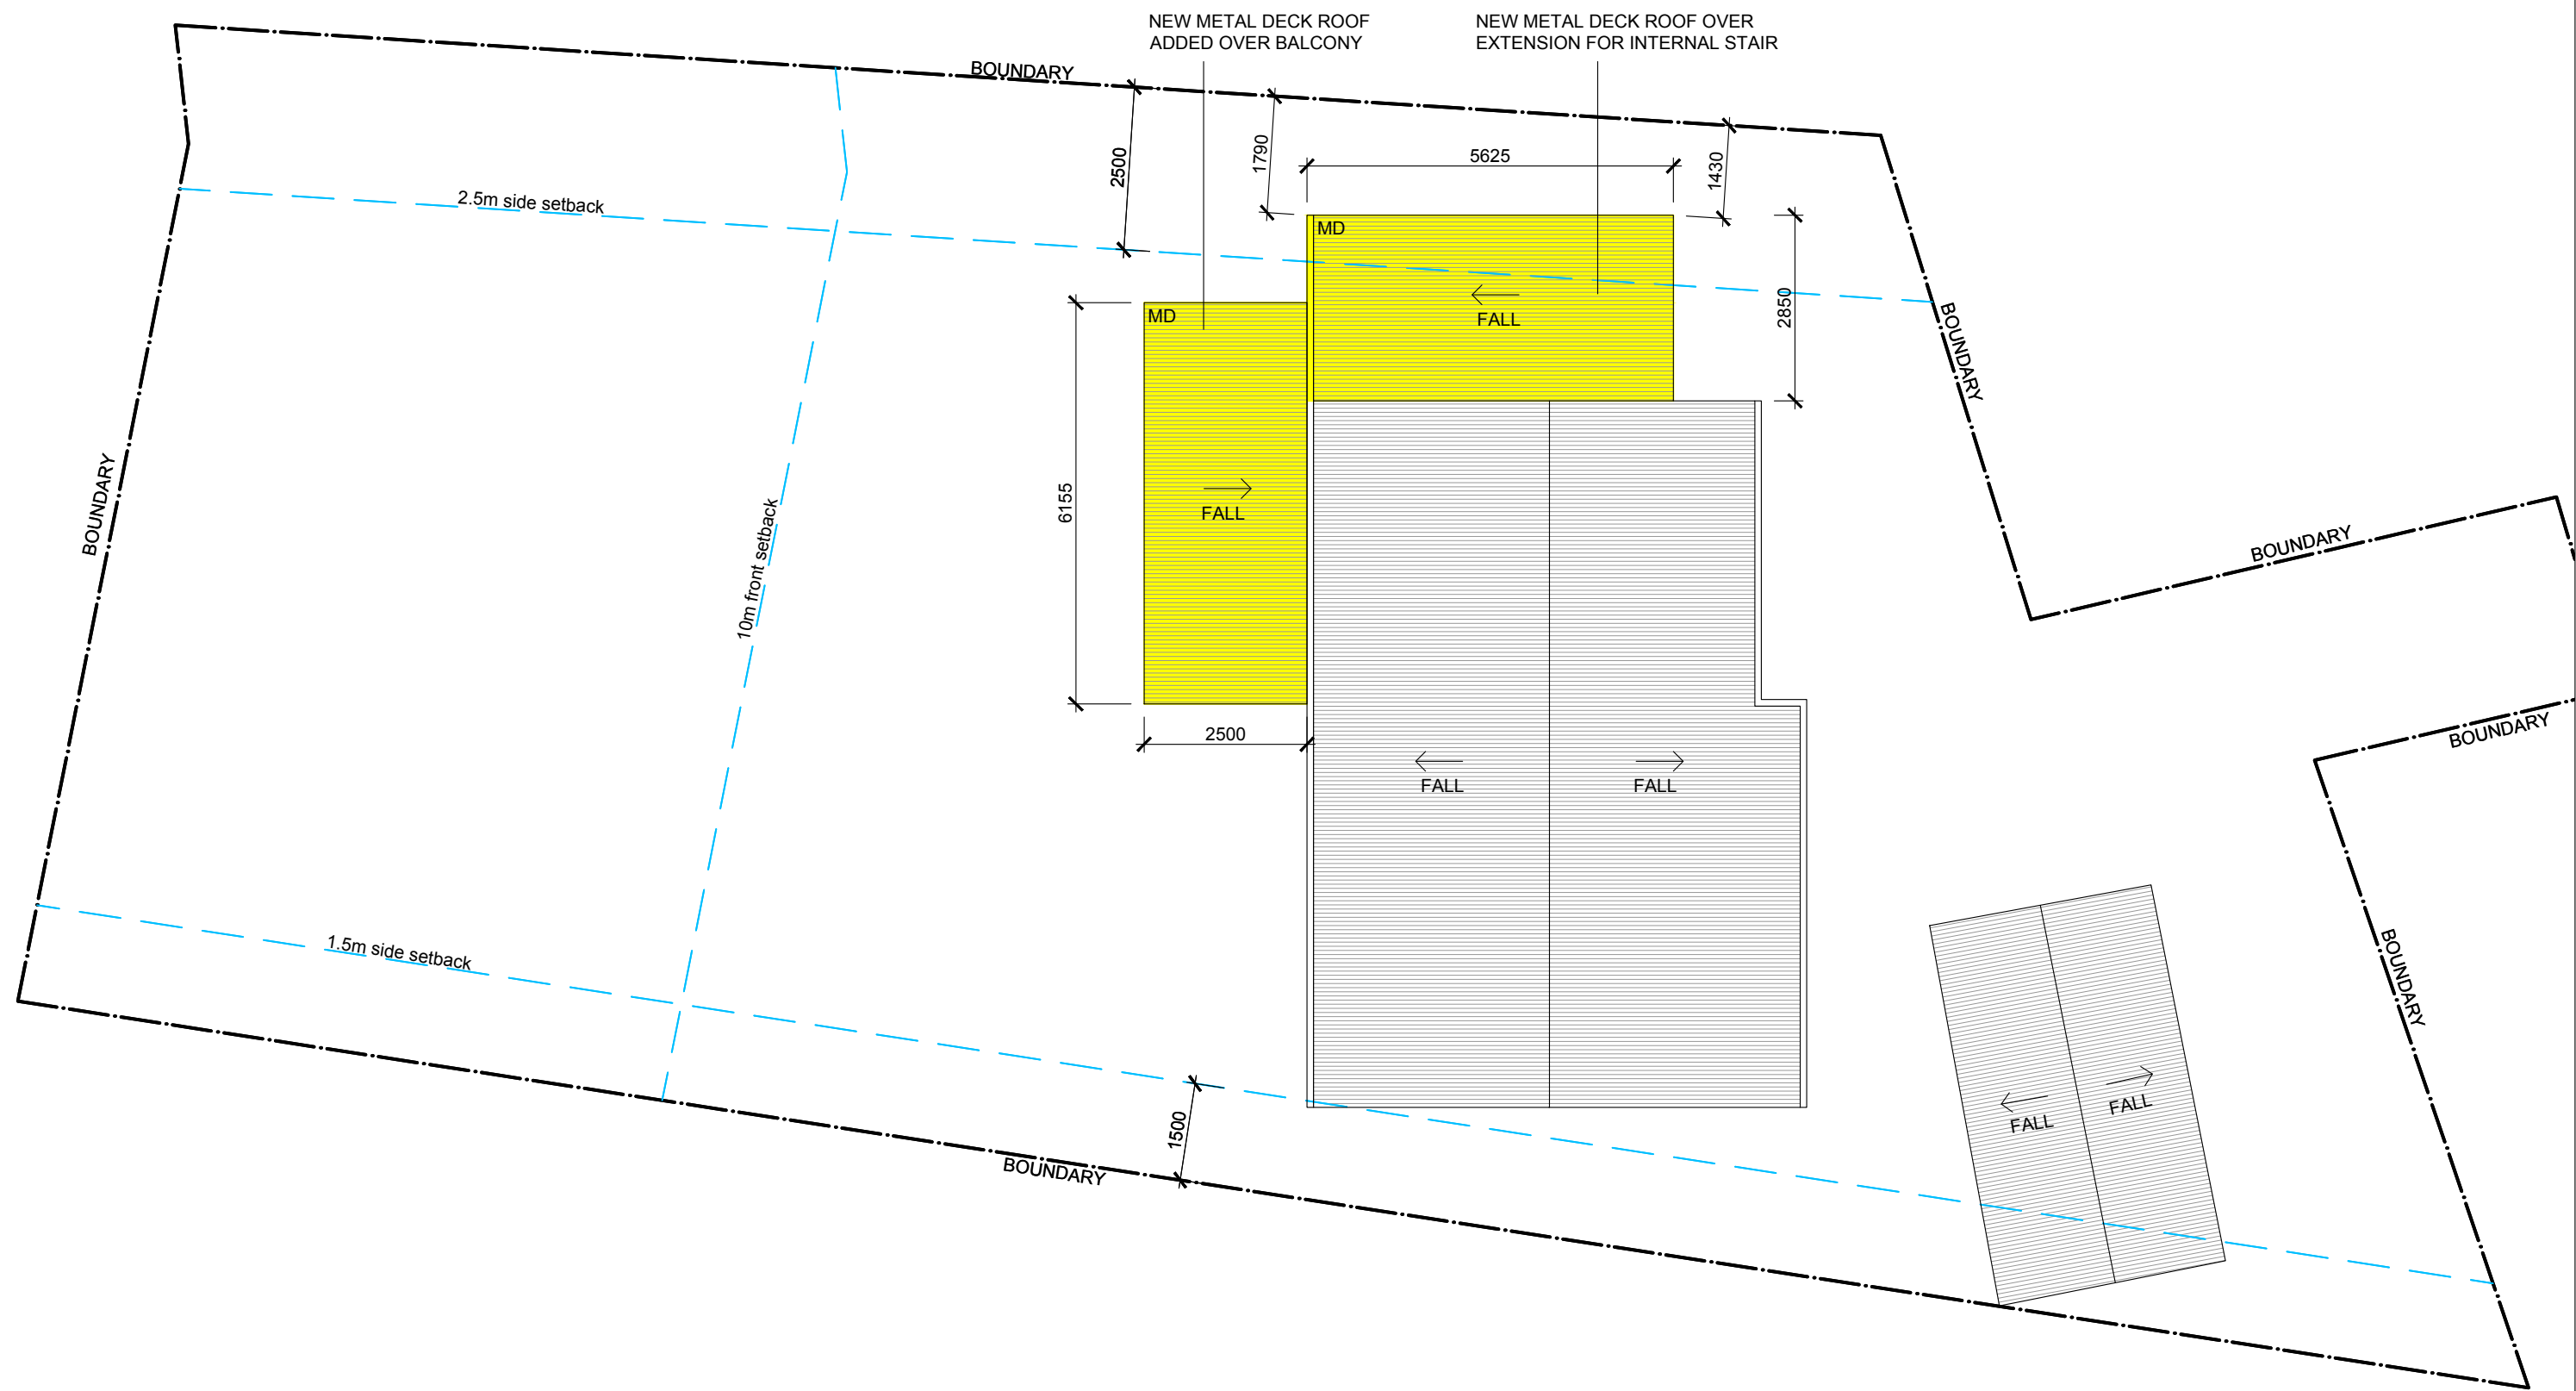 NEW METAL DECK ROOF
ADDED OVER BALCONY
NEW METAL DECK ROOF OVER
EXTENSION FOR INTERNAL STAIR
BOUNDARY
2500
1790
5625
1430
2.5m side setback
MD
FALL
2850
BOUNDARY
MD
6155
FALL
2500
BOUNDARY
10m front setback
BOUNDARY
BOUNDARY
FALL
FALL
1.5m side setback
BOUNDARY
1500
BOUNDARY
FALL
FALL